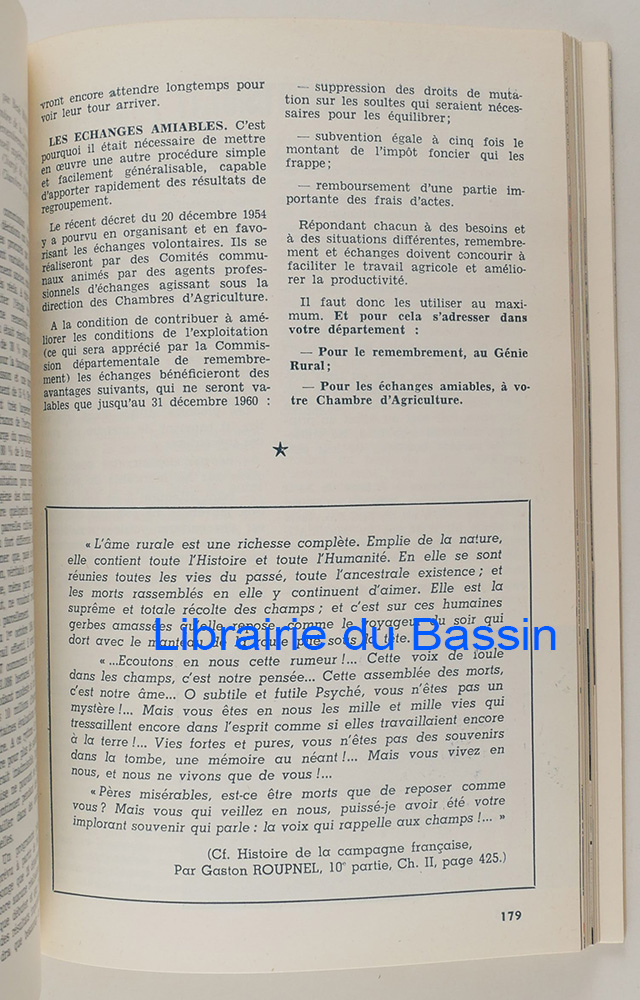 vront encore attendre longtemps pour
voir leur tour arriver.
LES ECHANGES AMIABLES. C'est
pourquoi il était nécessaire de mettre
en œuvre une autre procédure simple
et facilement généralisable, capable
d'apporter rapidement des résultats de
regroupement.
Le récent décret du 20 décembre 1954
y a pourvu en organisant et en favo-
risant les échanges volontaires. Ils se
réaliseront par des Comités commu-
naux animés par des agents profes-
sionnels d'échanges agissant sous la
direction des Chambres d'Agriculture.
A la condition de contribuer à amé-
liorer les conditions de l'exploitation
(ce qui sera apprécié par la Commis-
sion départementale de remembre-
ment) les échanges bénéficieront des
avantages suivants, qui ne seront va-
lables que jusqu'au 31 décembre 1960 :
— suppression des droits de muta-
tion sur les soultes qui seraient néces-
saires pour les équilibrer;
— subvention égale à cinq fois le
montant de l'impôt foncier qui les
frappe;
— remboursement d'une partie im-
portante des frais d'actes.
Répondant chacun à des besoins et
à des situations différentes, remembre-
ment et échanges doivent concourir à
faciliter le travail agricole et amélio-
rer la productivité.
Il faut donc les utiliser au maxi-
mum. Et pour cela s'adresser dans
votre département :
— Pour le remembrement, au Génie
Rural;
— Pour les échanges amiables, à vo-
tre Chambre d'Agriculture.
« L'âme rurale est une richesse complète. Emplie de la nature,
elle contient toute l'Histoire et toute l'Humanité. En elle se sont
réunies toutes les vies du passé, toute l'ancestrale existence ; et
les morts rassemblés en elle y continuent d'aimer. Elle est la
suprême et totale récolte des champs ; et c'est sur ces humaines
gerbes amassées qu'elle repose comme le voyageur du soir qui
dort avec le manteau de la route plié sous la tête.
Librairie du Bassin
« ...Ecoutons en nous cette rumeur !... Cette voix de foule
dans les champs, c'est notre pensée... Cette assemblée des morts,
c'est notre âme... O subtile et futile Psyché, vous n'êtes pas un
mystère !... Mais vous êtes en nous les mille et mille vies qui
tressaillent encore dans l'esprit comme si elles travaillaient encore
à la terre !... Vies fortes et pures, vous n'êtes pas des souvenirs
dans la tombe, une mémoire au néant !... Mais vous vivez en
nous, et nous ne vivons que de vous !...
« Pères misérables, est-ce être morts que de reposer comme
vous ? Mais vous qui veillez en nous, puissé-je avoir été votre
implorant souvenir qui parle : la voix qui rappelle aux champs !... »
(Cf. Histoire de la campagne française,
Par Gaston ROUPNEL, 10e partie, Ch. II, page 425.)
179